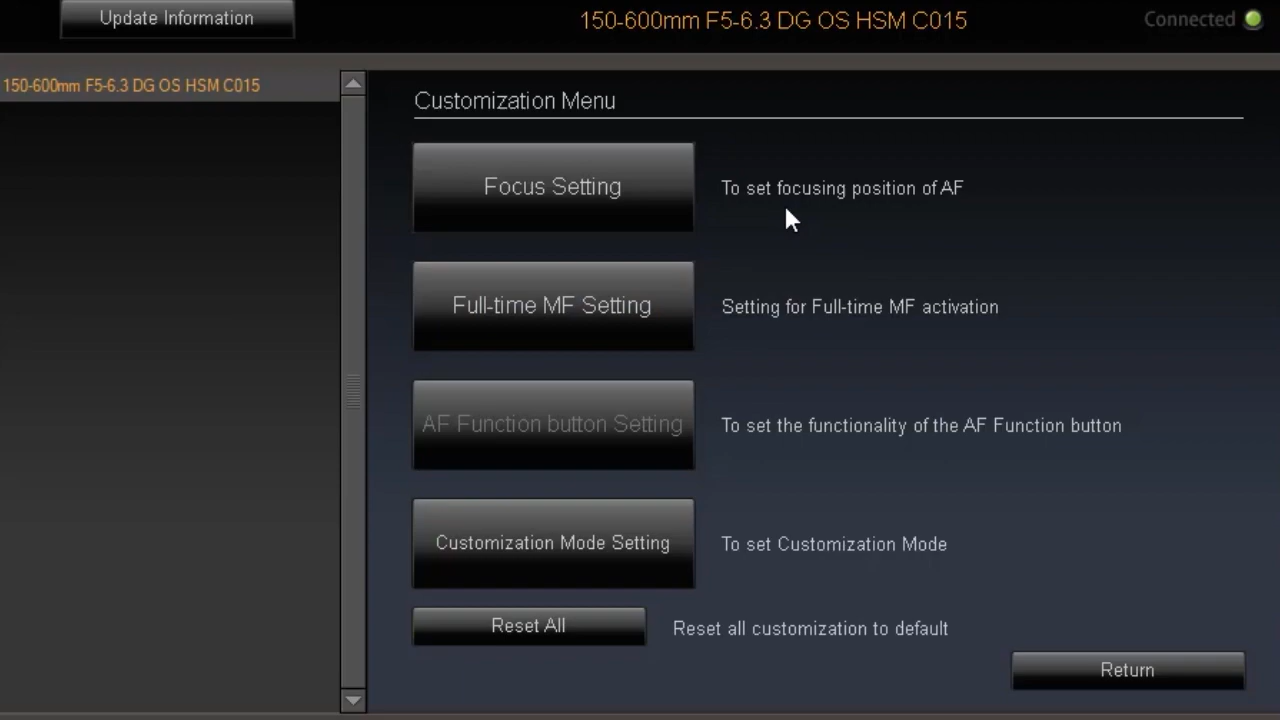 Update Information
150-600mm F5-6.3 DG OS HSM C015
Connected
150-600mm F5-6.3 DG OS HSM C015
Customization Menu
Focus Setting
To set focusing position of AF
Full-time MF Setting
Setting for Full-time MF activation
AF Function button Setting
To set the functionality of the AF Function button
Customization Mode Setting
To set Customization Mode
Reset All
Reset all customization to default
Return